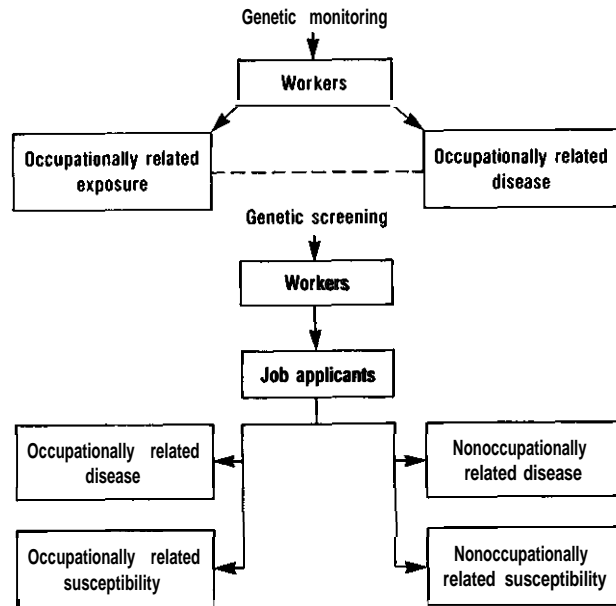 Genetic monitoring
Workers
Occupationally related
exposure
Occupationally related
disease
Genetic screening
Workers
Job applicants
Occupationally related
disease
Nonoccupationally
related disease
Occupationally related
susceptibility
Nonoccupationally
related susceptibility